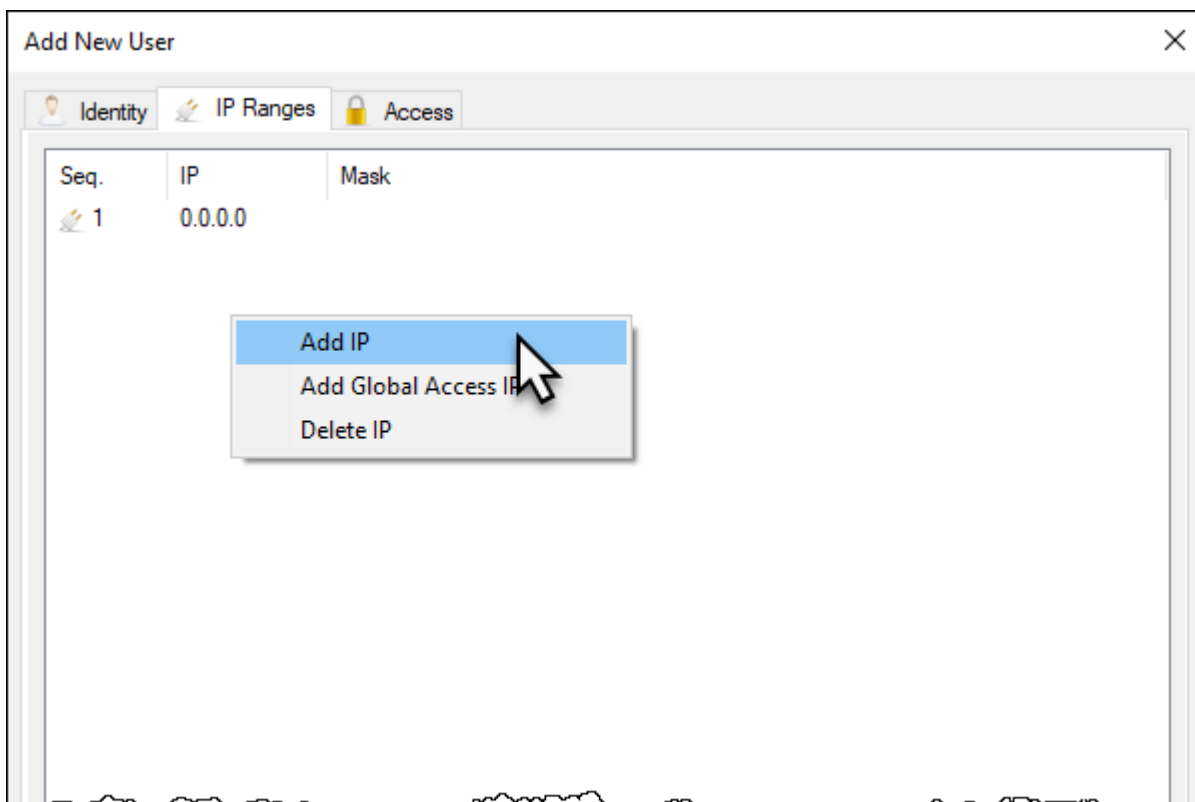 Add New User
Identity IP Ranges Access
Seq. IP Mask
1 0.0.0.0
Add IP
Add Global Access IP
Delete IP